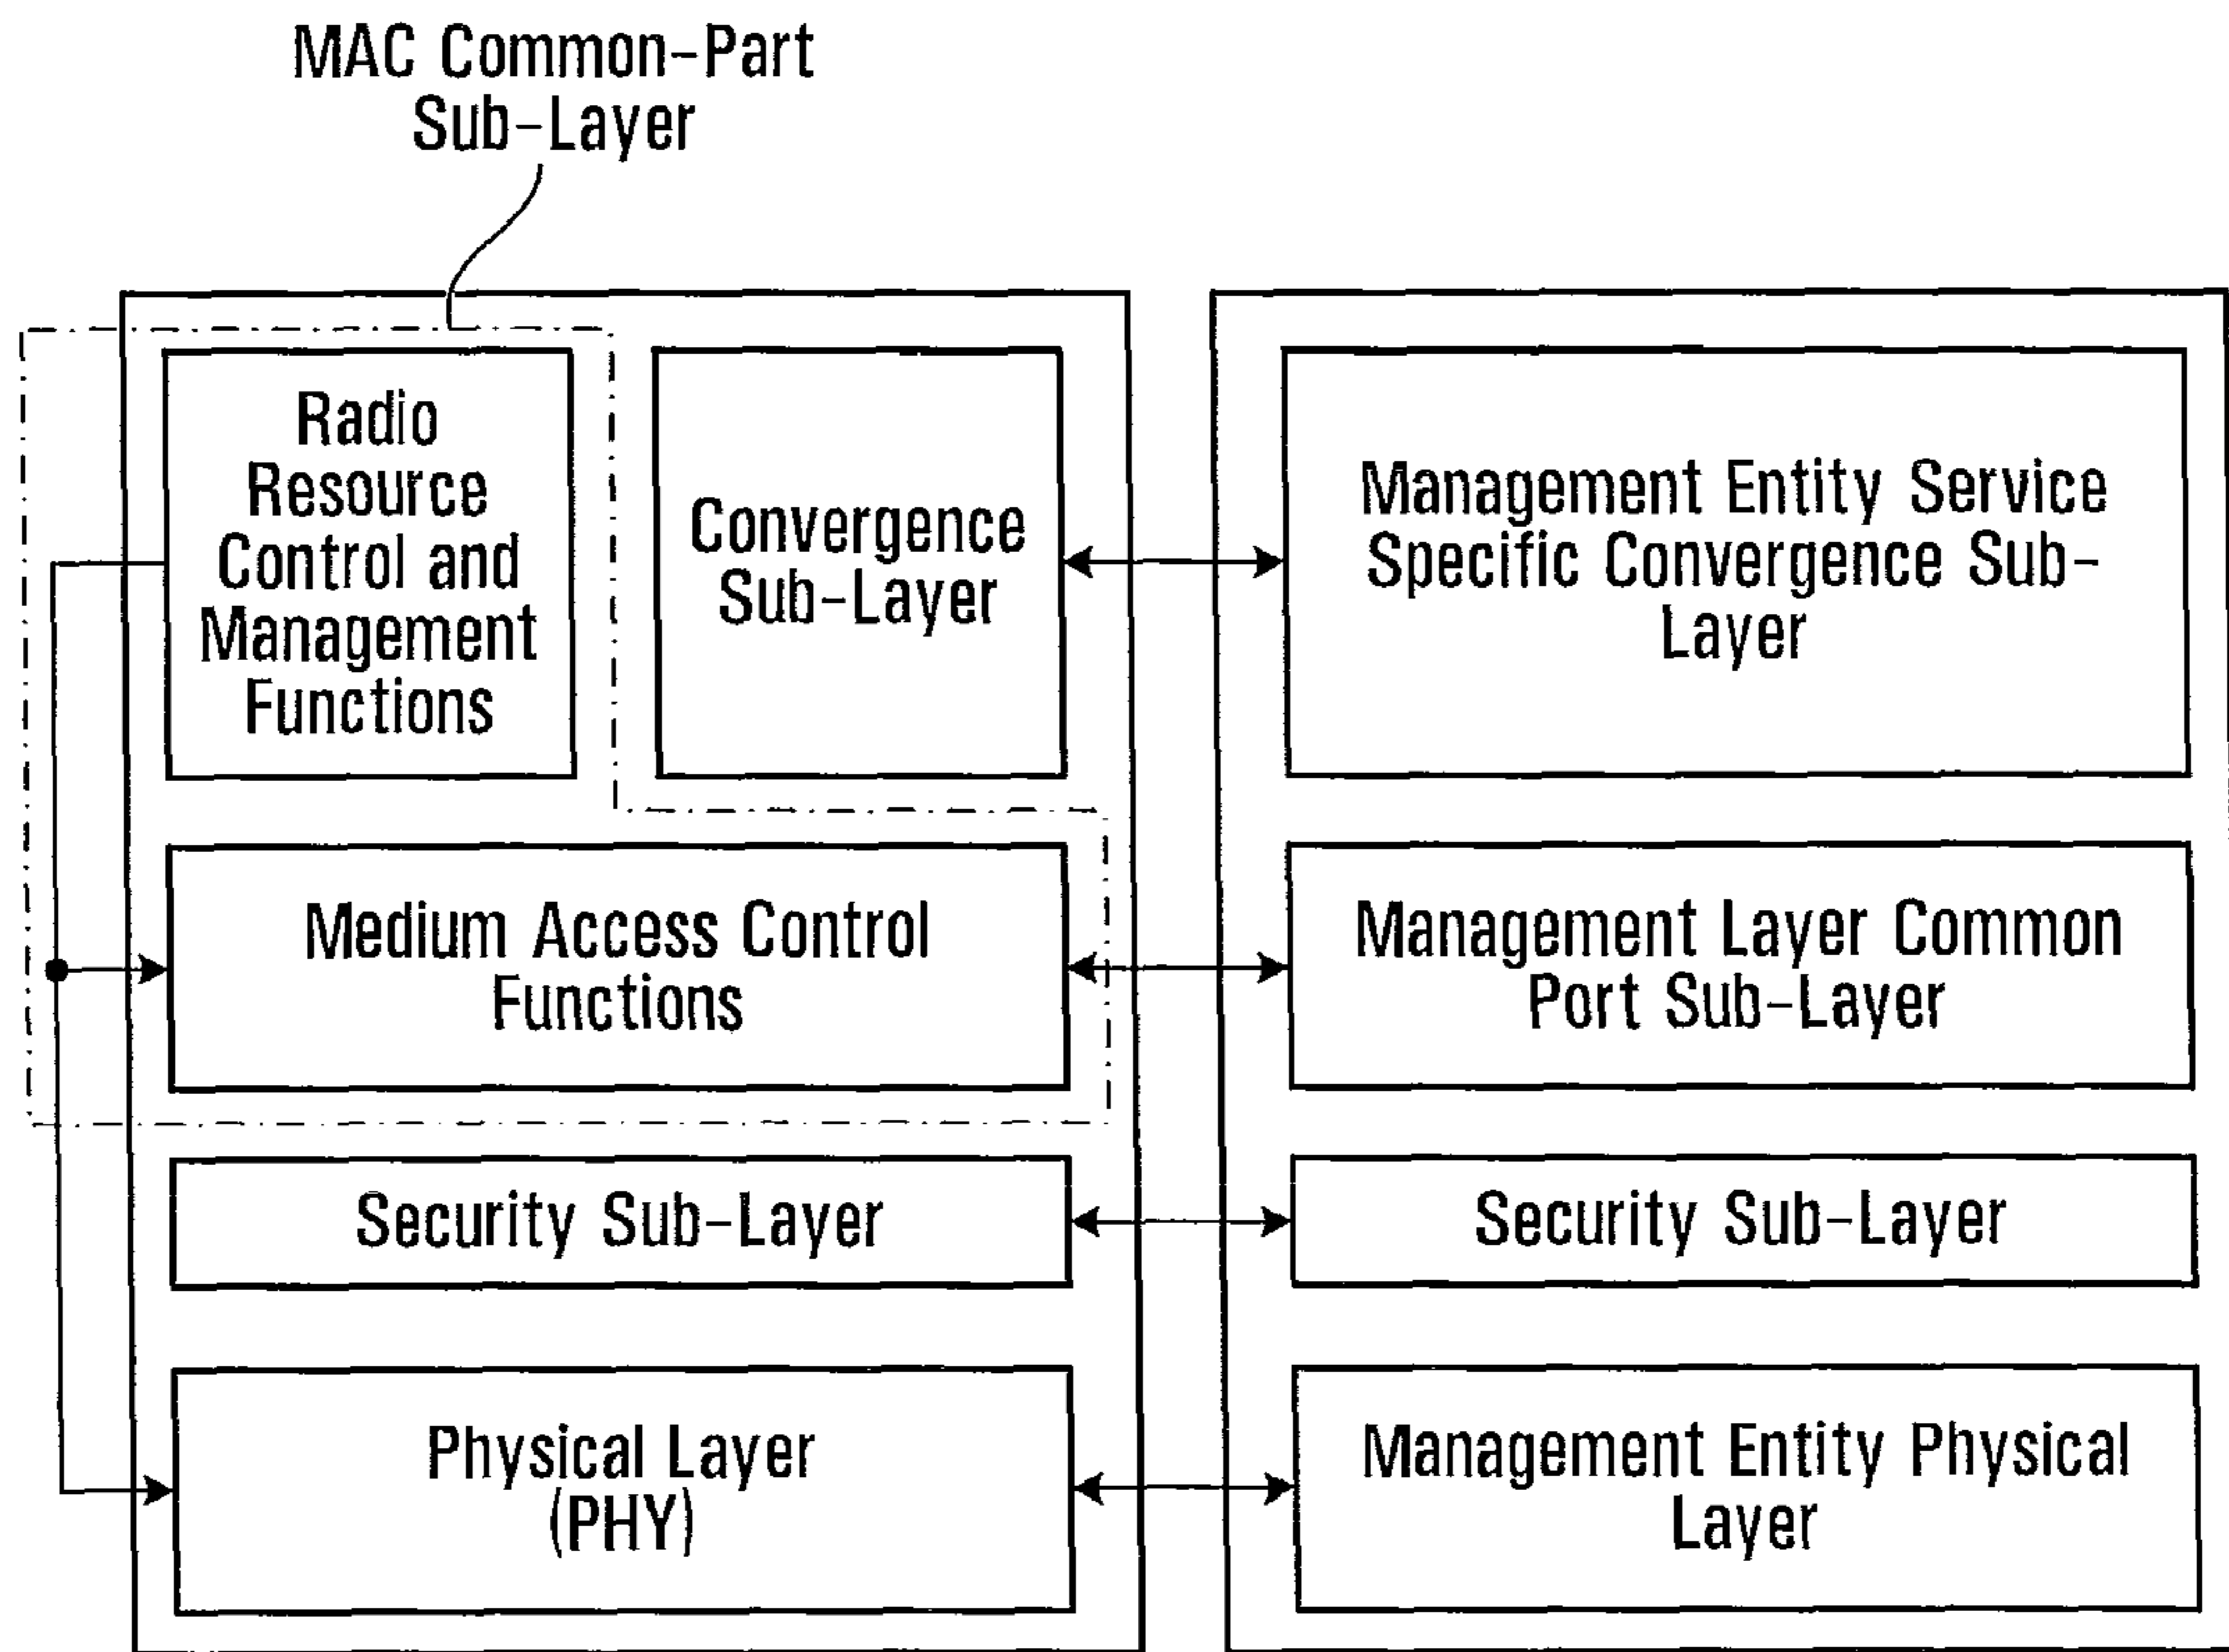 MAC Common-Part
Sub-Layer
Radio
Resource
Control and
Management
Functions
Convergence
Sub-Layer
Management Entity Service
Specific Convergence Sub-
Layer
Medium Access Control
Functions
Management Layer Common
Port Sub-Layer
Security Sub-Layer
Security Sub-Layer
Physical Layer
(PHY)
Management Entity Physical
Layer